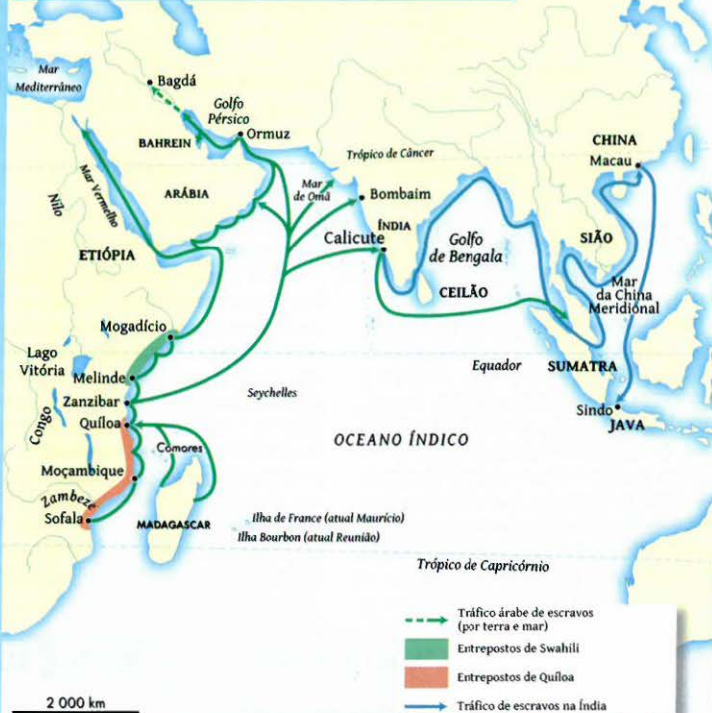 Mar
Mediterrâneo
Bagdá
Golfo
Pérsico
Ormuz
BAHREIN
CHINA
Macau
Trópico de Câncer
Mar Vermelho
ARÁBIA
Mar
de Omã
Bombaim
Nilo
ÍNDIA
Calicute
Golfo
de Bengala
SIÃO
ETIÓPIA
CEILÃO
Mar
da China
Meridional
Mogadício
Lago
Vitória
Equador
SUMATRA
Melinde
Seychelles
Zanzibar
Sindo
Congo
Quíloa
JAVA
OCEANO ÍNDICO
Comores
Moçambique
Zambeze
Sofala
MADAGASCAR
Ilha de France (atual Maurício)
Ilha Bourbon (atual Reunião)
Trópico de Capricórnio
Tráfico árabe de escravos
(por terra e mar)
Entrepostos de Swahili
Entrepostos de Quíloa
Tráfico de escravos na Índia
2 000 km